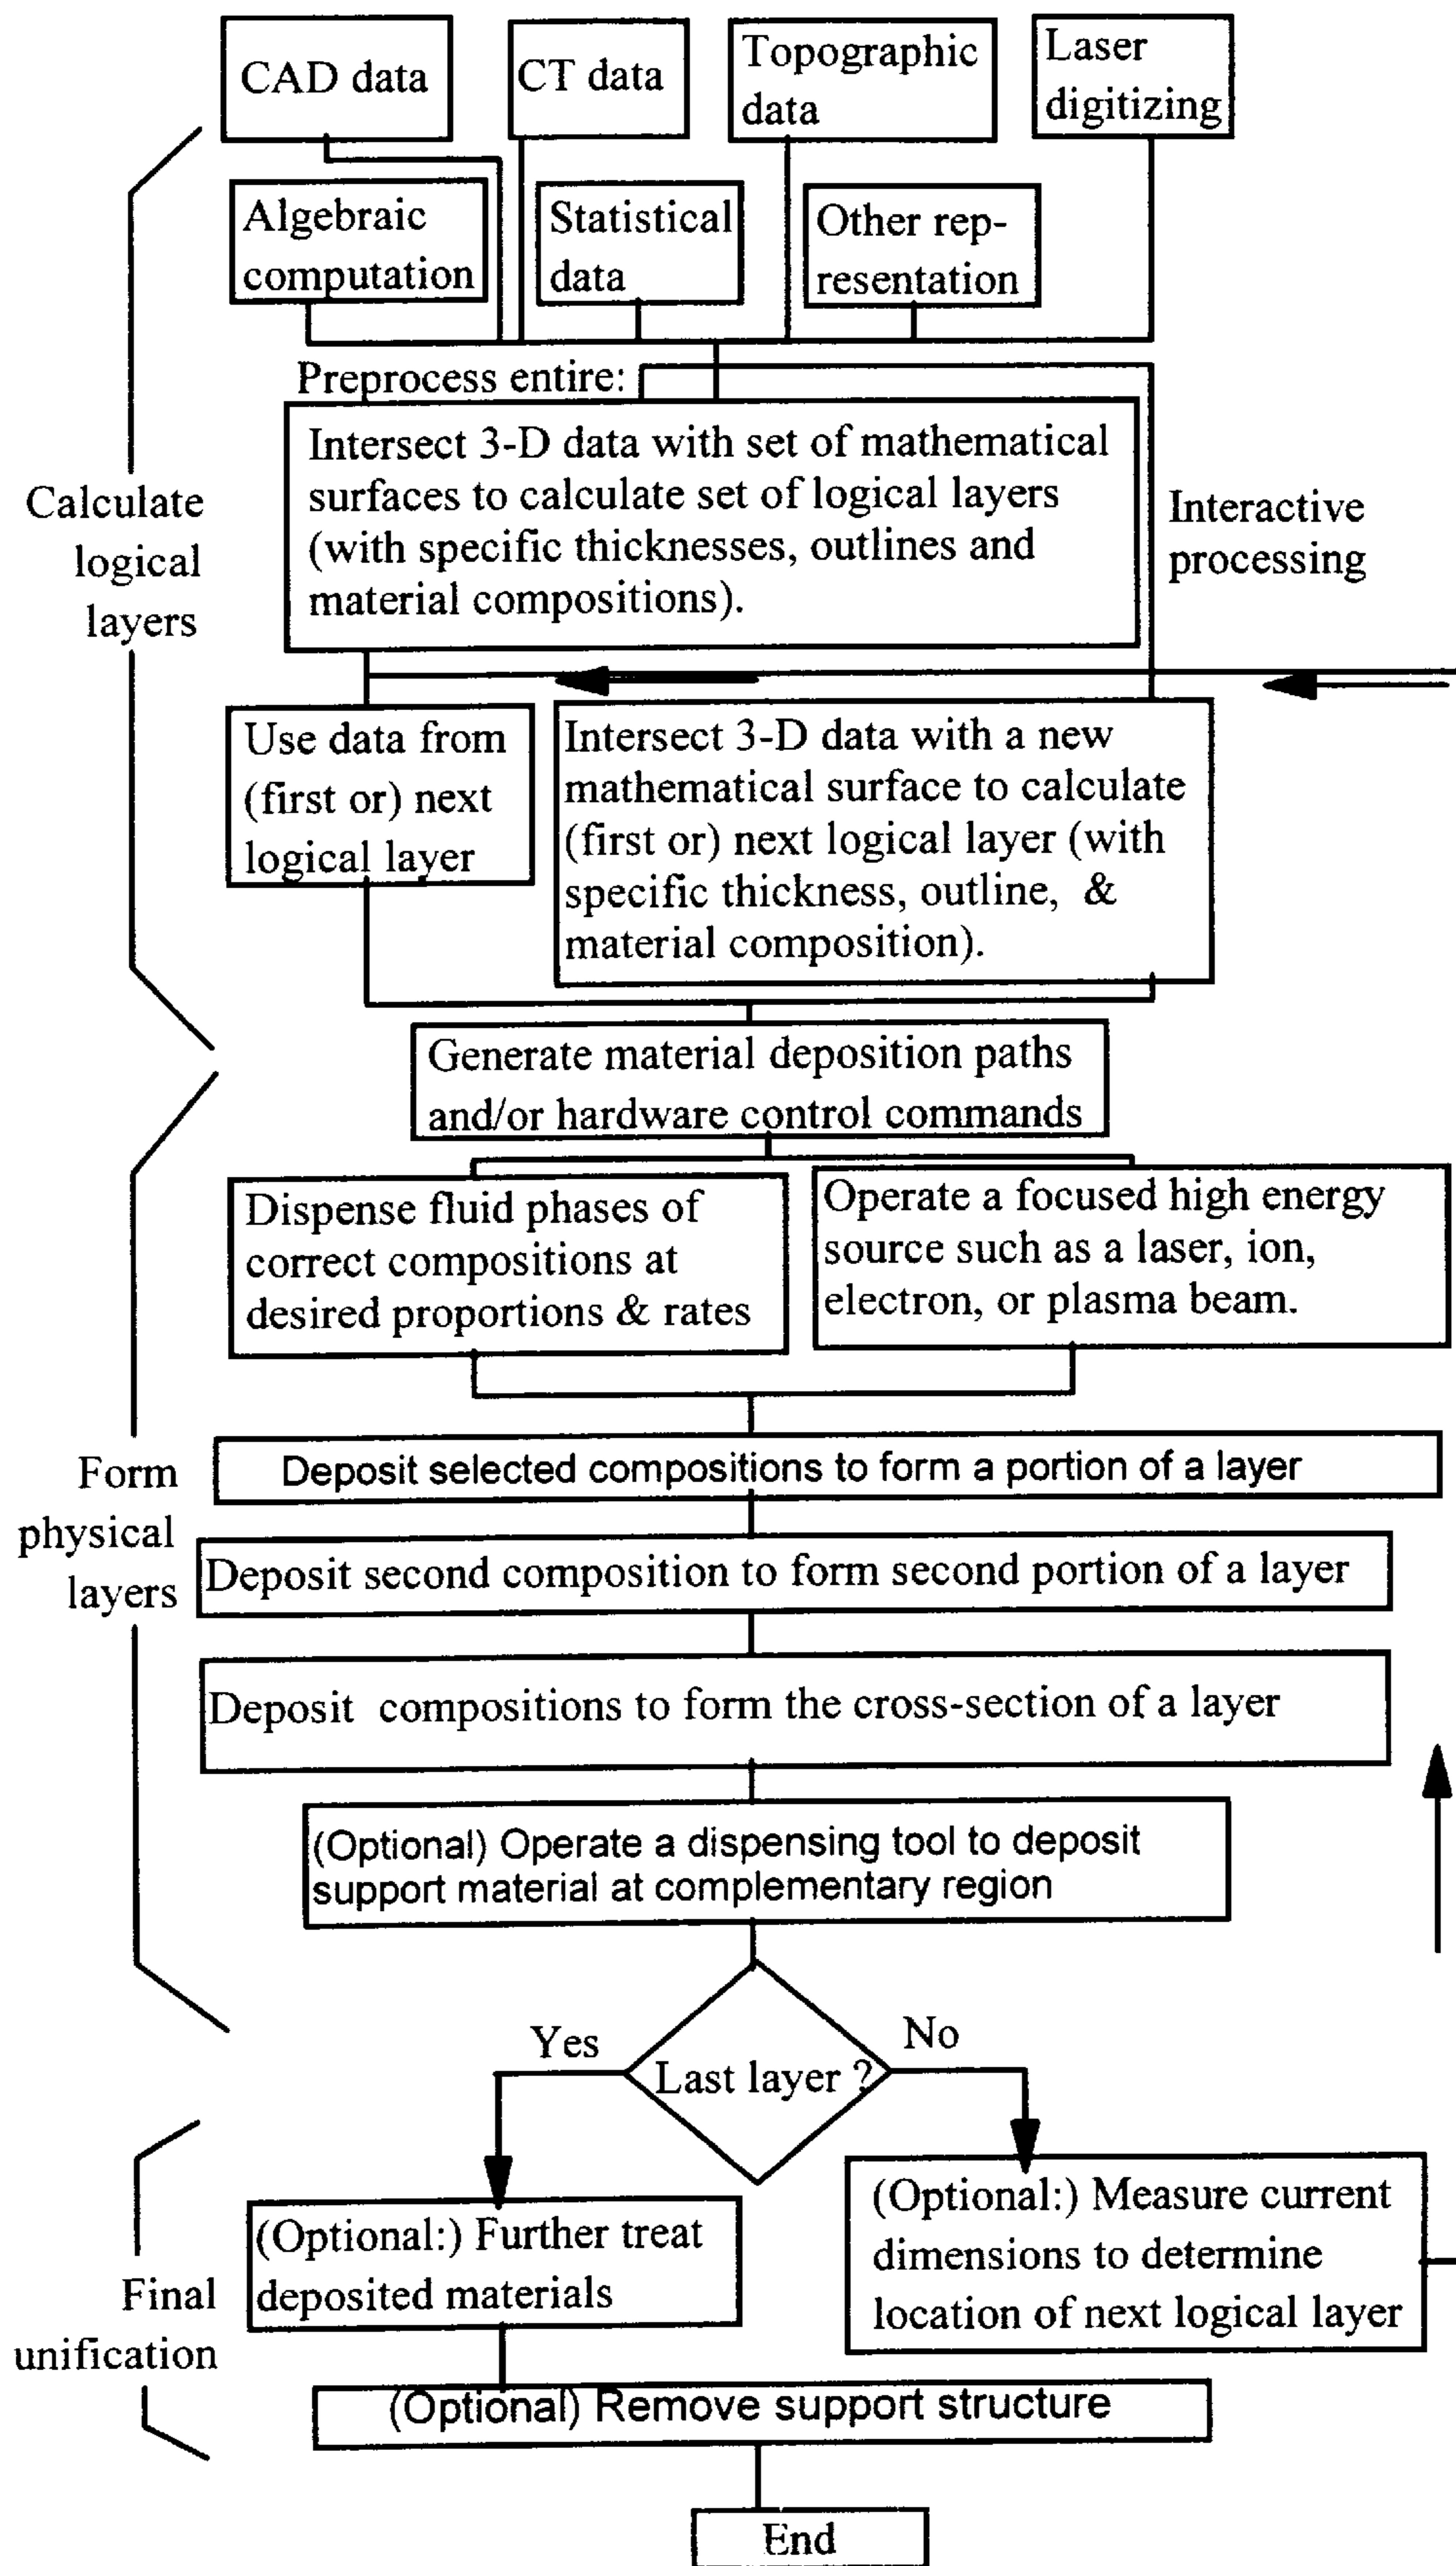 CAD data
CT data
Topographic
data
Laser
digitizing
Algebraic
computation
Statistical
data
Other rep-
resentation
Preprocess entire:
Intersect 3-D data with set of mathematical
surfaces to calculate set of logical layers
(with specific thicknesses, outlines and
material compositions).
Interactive
processing
Calculate
logical
layers
Use data from
(first or) next
logical layer
Intersect 3-D data with a new
mathematical surface to calculate
(first or) next logical layer (with
specific thickness, outline, &
material composition).
Generate material deposition paths
and/or hardware control commands
Dispense fluid phases of
correct compositions at
desired proportions & rates
Operate a focused high energy
source such as a laser, ion,
electron, or plasma beam.
Form
physical
layers
Deposit selected compositions to form a portion of a layer
Deposit second composition to form second portion of a layer
Deposit compositions to form the cross-section of a layer
(Optional) Operate a dispensing tool to deposit
support material at complementary region
Yes
No
Last layer ?
(Optional:) Further treat
deposited materials
(Optional:) Measure current
dimensions to determine
location of next logical layer
Final
unification
(Optional) Remove support structure
End